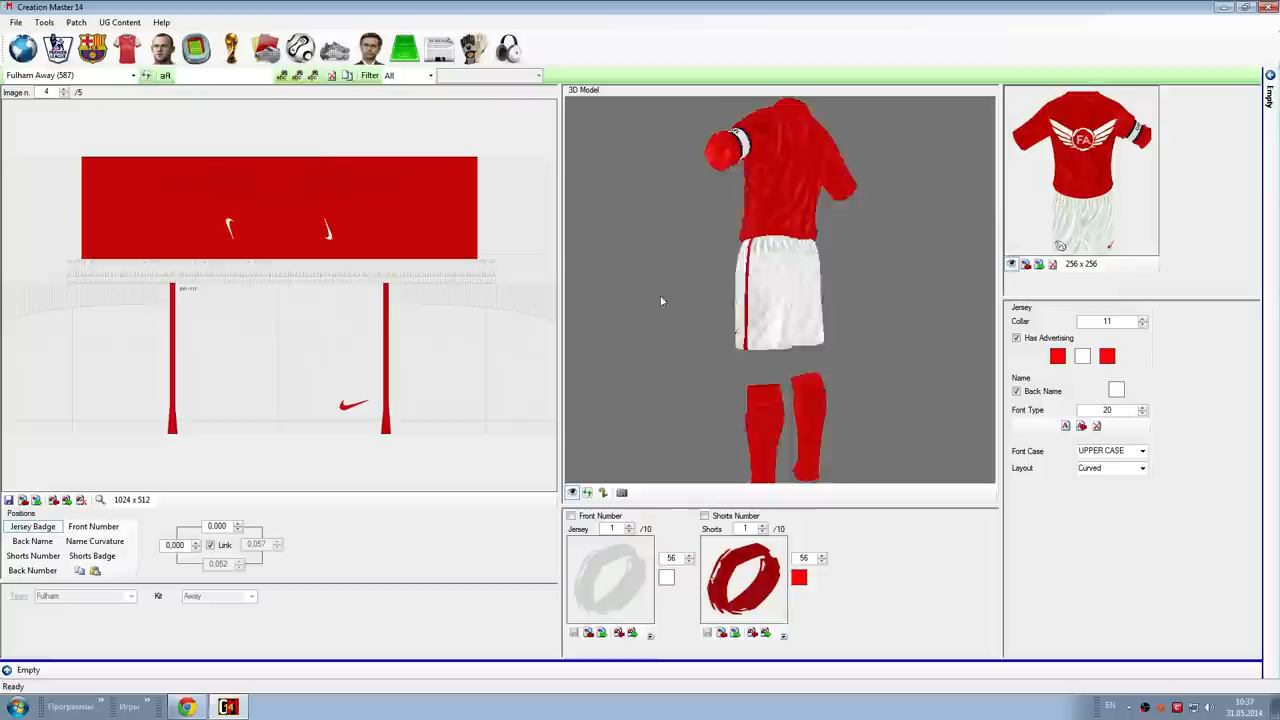 Creation Master 14
File Tools Patch UG Content Help
Fulham Away (587) aA Filter All
Image n. 4 /5
3D Model
Empty
FA
256 x 256
Jersey
Collar 11
Has Advertising
Name
Back Name
Font Type 20
Font Case UPPER CASE
Layout Curved
1024 x 512
Positions
Jersey Badge Front Number 0,000
Back Name Name Curvature 0,000 Link 0,057
Shorts Number Shorts Badge 0,052
Back Number
Team Fulham Kit Away
Front Number Shorts Number
Jersey 1 /10 Shorts 1 /10
56 56
Empty
Ready
Программы Игры EN 10:37
31.05.2014